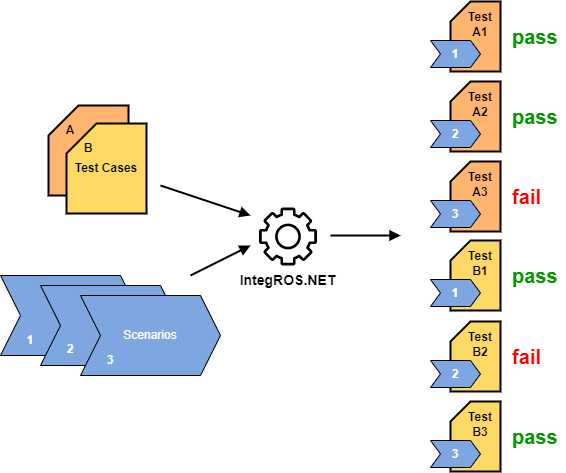 A
B
Test Cases
1
2
3
Scenarios
IntegROS.NET
Test
A1
1
pass
Test
A2
2
pass
Test
A3
3
fail
Test
B1
1
pass
Test
B2
2
fail
Test
B3
3
pass